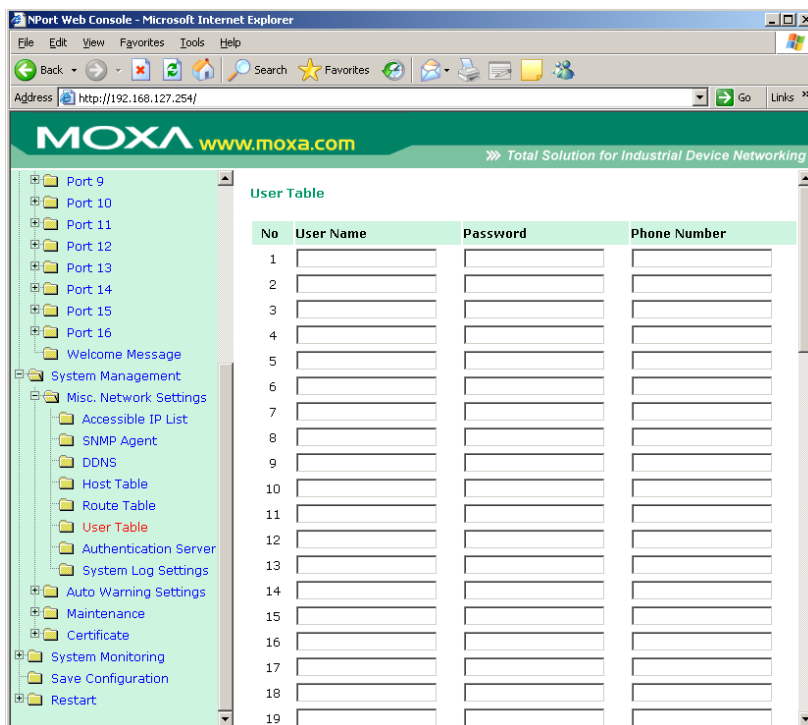 NPort Web Console - Microsoft Internet Explorer
File Edit View Favorites Tools Help
Back Search Favorites
Address http://192.168.127.254/ Go Links »
MOXA www.moxa.com
Total Solution for Industrial Device Networking
Port 9
Port 10
Port 11
Port 12
Port 13
Port 14
Port 15
Port 16
Welcome Message
System Management
Misc. Network Settings
Accessible IP List
SNMP Agent
DDNS
Host Table
Route Table
User Table
Authentication Server
System Log Settings
Auto Warning Settings
Maintenance
Certificate
System Monitoring
Save Configuration
Restart
User Table
No User Name Password Phone Number
1
2
3
4
5
6
7
8
9
10
11
12
13
14
15
16
17
18
19